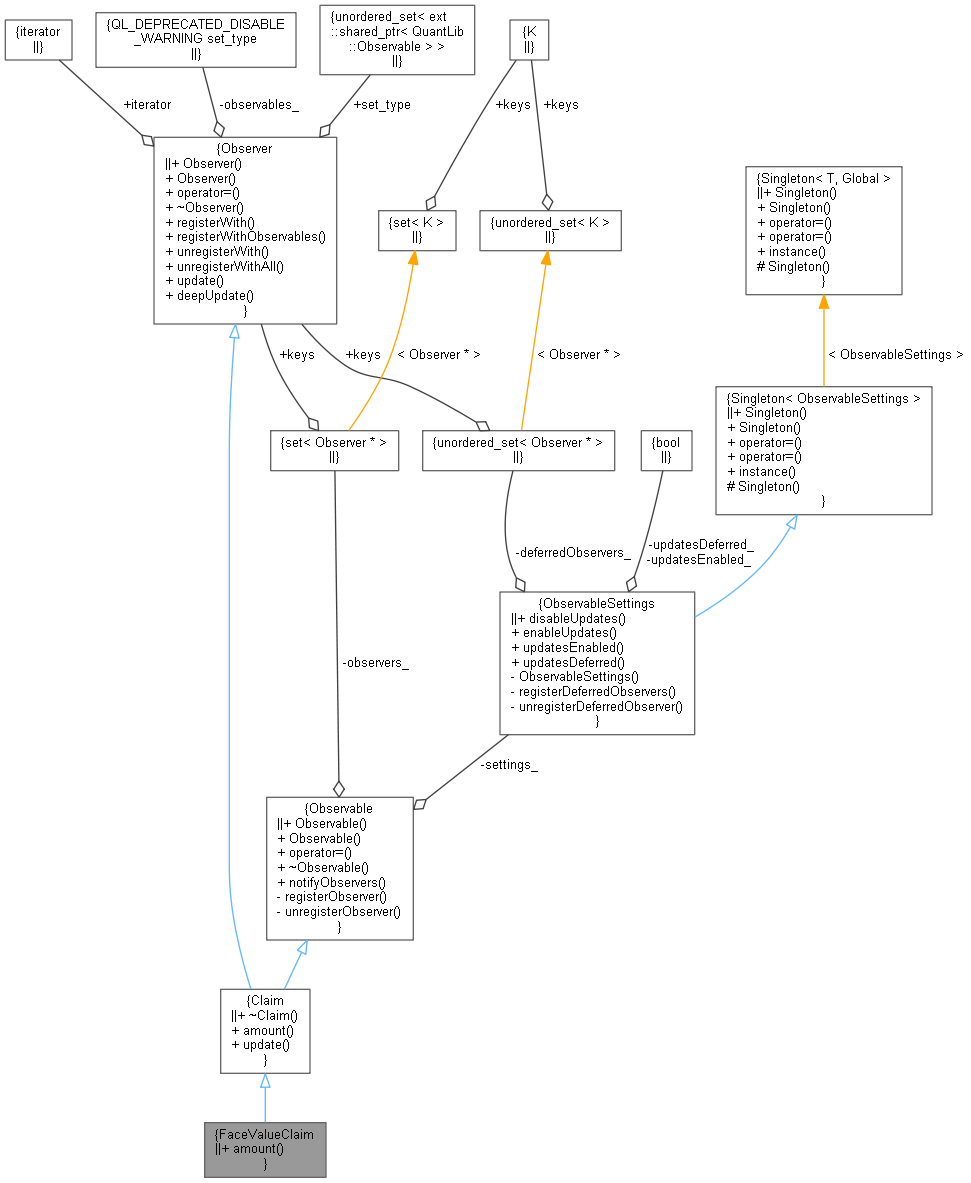 {iterator
||}
{QL_DEPRECATED_DISABLE
_WARNING set_type
||}
{unordered_set< ext
::shared_ptr< QuantLib
::Observable > >
||}
{K
||}
+iterator
-observables_
+set_type
+keys
+keys
{Observer
||+ Observer()
+ Observer()
+ operator=()
+ ~Observer()
+ registerWith()
+ registerWithObservables()
+ unregisterWith()
+ unregisterWithAll()
+ update()
+ deepUpdate()
}
{set< K >
||}
{unordered_set< K >
||}
{Singleton< T, Global >
||+ Singleton()
+ Singleton()
+ operator=()
+ operator=()
+ instance()
# Singleton()
}
+keys
+keys
< Observer * >
< Observer * >
< ObservableSettings >
{set< Observer * >
||}
{unordered_set< Observer * >
||}
{bool
||}
{Singleton< ObservableSettings >
||+ Singleton()
+ Singleton()
+ operator=()
+ operator=()
+ instance()
# Singleton()
}
-deferredObservers_
-updatesDeferred_
-updatesEnabled_
{ObservableSettings
||+ disableUpdates()
+ enableUpdates()
+ updatesEnabled()
+ updatesDeferred()
- ObservableSettings()
- registerDeferredObservers()
- unregisterDeferredObserver()
}
-observers_
-settings_
{Observable
||+ Observable()
+ Observable()
+ operator=()
+ ~Observable()
+ notifyObservers()
- registerObserver()
- unregisterObserver()
}
{Claim
||+ ~Claim()
+ amount()
+ update()
}
{FaceValueClaim
||+ amount()
}